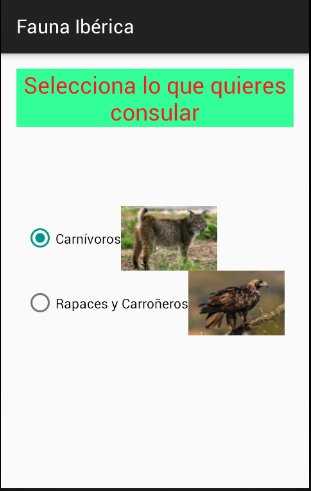 Fauna Ibérica
Selecciona lo que quieres
consular
Carnívoros
Rapaces y Carroñeros